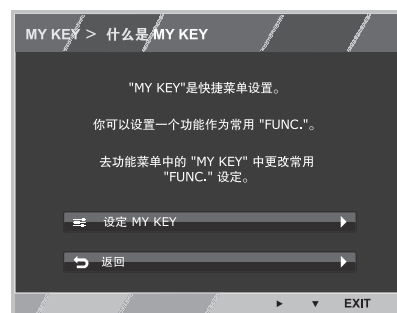 MY KEY > 什么是MY KEY
"MY KEY"是快捷菜单设置。
你可以设置一个功能作为常用 "FUNC."。
去功能菜单中的 "MY KEY" 中更改常用
"FUNC." 设定。
设定 MY KEY
返回
EXIT